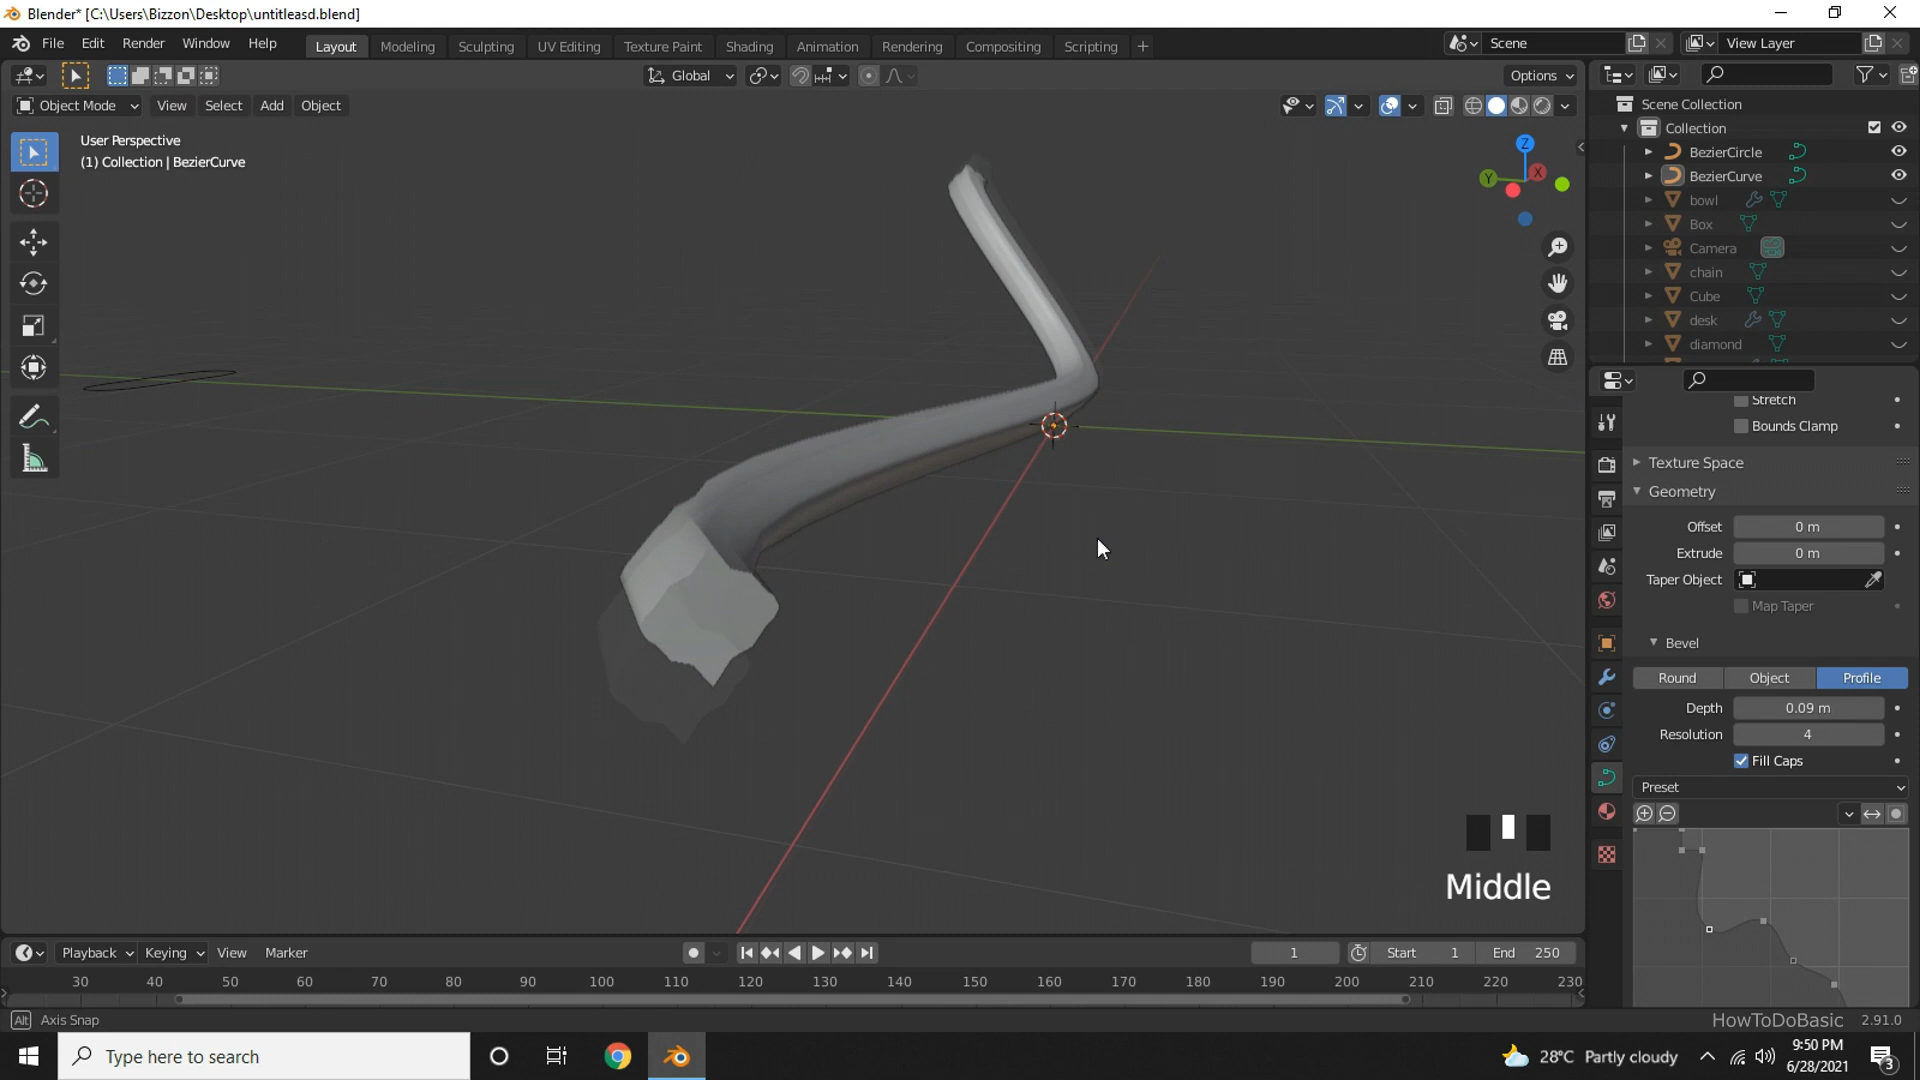 Blender* [C:\Users\Bizzon\Desktop\untitleasd.blend]
File Edit Render Window Help Layout Modeling Sculpting UV Editing Texture Paint Shading Animation Rendering Compositing Scripting + Scene View Layer
Global Options
Object Mode View Select Add Object
User Perspective
(1) Collection | BezierCurve
Z
Y
X
Scene Collection
Collection
BezierCircle
BezierCurve
bowl
Box
Camera
chain
Cube
desk
diamond
Stretch
Bounds Clamp
Texture Space
Geometry
Offset 0 m
Extrude 0 m
Taper Object
Map Taper
Bevel
Round Object Profile
Depth 0.09 m
Resolution 4
Fill Caps
Preset
Middle
Playback Keying View Marker 1 Start 1 End 250
30 40 50 60 70 80 90 100 110 120 130 140 150 160 170 180 190 200 210 220 230
Alt Axis Snap
HowToDoBasic 2.91.0
Type here to search
28°C Partly cloudy
9:50 PM
6/28/2021
3